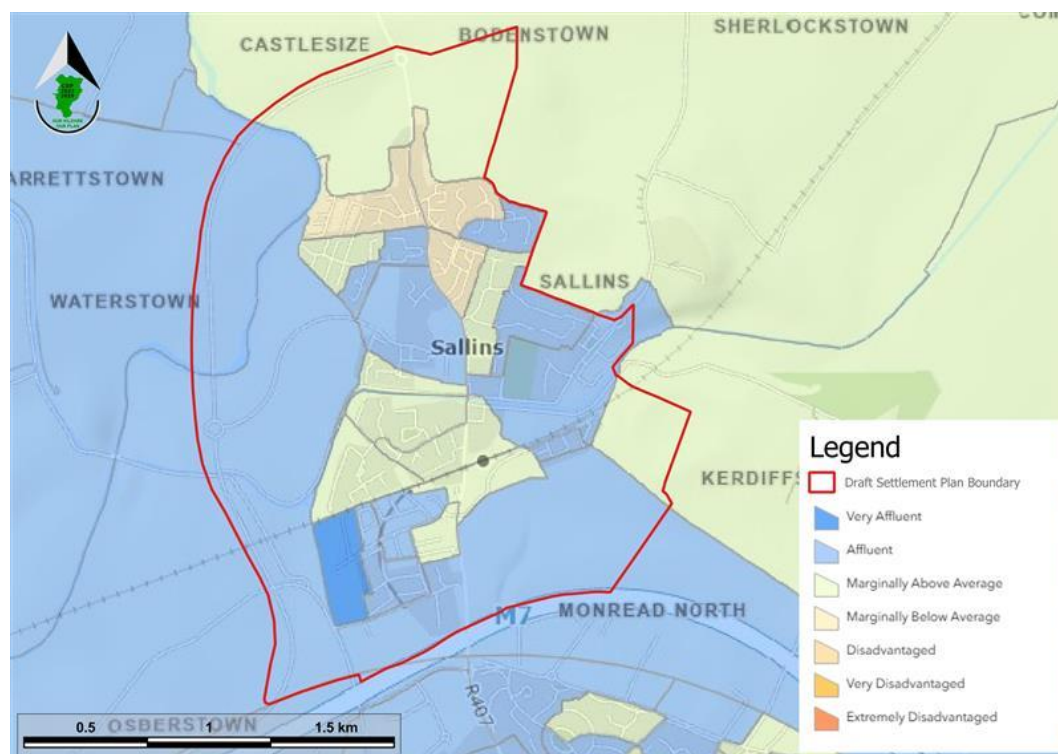 CASTLESIZE
BODENSTOWN
SHERLOCKSTOWN
ARRETTSTOWN
WATERSTOWN
SALLINS
Sallins
KERDIFFS
MONREAD NORTH
M7
R407
OSBERSTOWN
0.5 1 1.5 km
Legend
Draft Settlement Plan Boundary
Very Affluent
Affluent
Marginally Above Average
Marginally Below Average
Disadvantaged
Very Disadvantaged
Extremely Disadvantaged